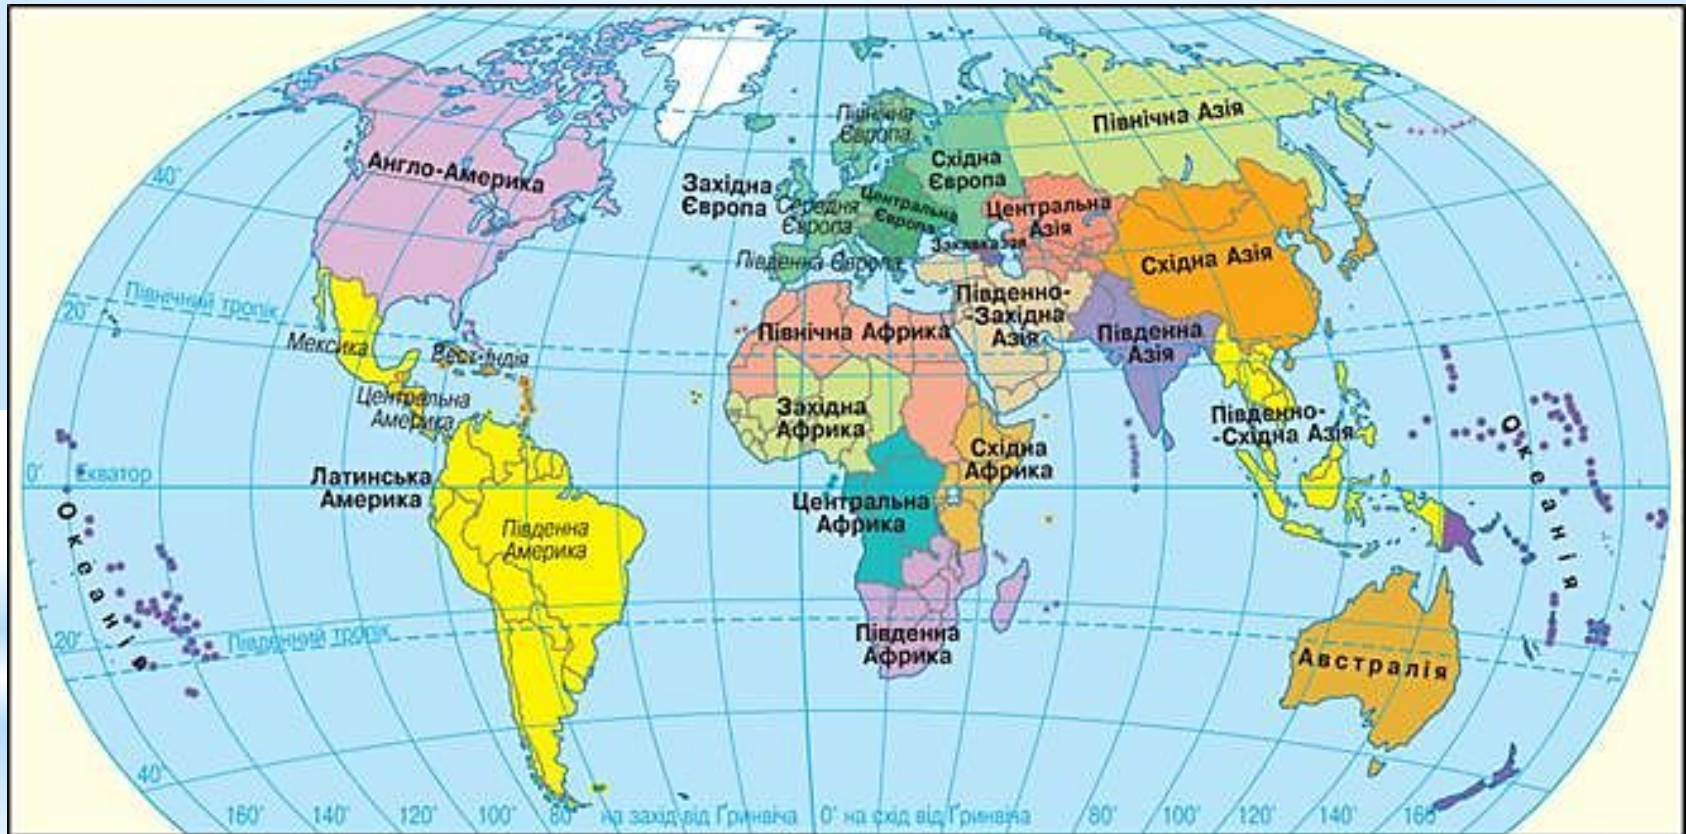 Північна Азія
Північна
Європа
Східна
Європа
Англо-Америка
Західна
Європа
Середня
Європа
Центральна
Європа
Центральна
Азія
Закавказзя
Південна Європа
Східна Азія
Південно-
-Західна
Азія
Північна Африка
Південна
Азія
Північний тропік
Мексика
Вест-Індія
Центральна
Америка
Західна
Африка
Південно-
-Східна Азія
Східна
Африка
Латинська
Америка
Центральна
Африка
Південна
Америка
Екватор
Океанія
Океанія
Південний тропік
Південна
Африка
Австралія
40°
20°
0°
20°
40°
160° 140° 120° 100° 80° на захід від Ґринвіча 0° на схід від Ґринвіча 80° 100° 120° 140° 160°